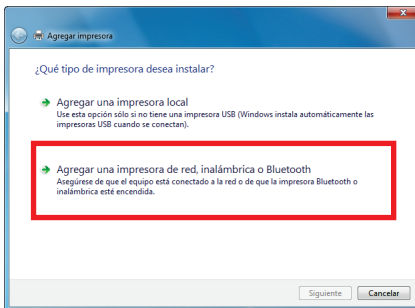 Agregar impresora
¿Qué tipo de impresora desea instalar?
Agregar una impresora local
Use esta opción sólo si no tiene una impresora USB (Windows instala automáticamente las
impresoras USB cuando se conectan).
Agregar una impresora de red, inalámbrica o Bluetooth
Asegúrese de que el equipo está conectado a la red o de que la impresora Bluetooth o
inalámbrica esté encendida.
Siguiente Cancelar